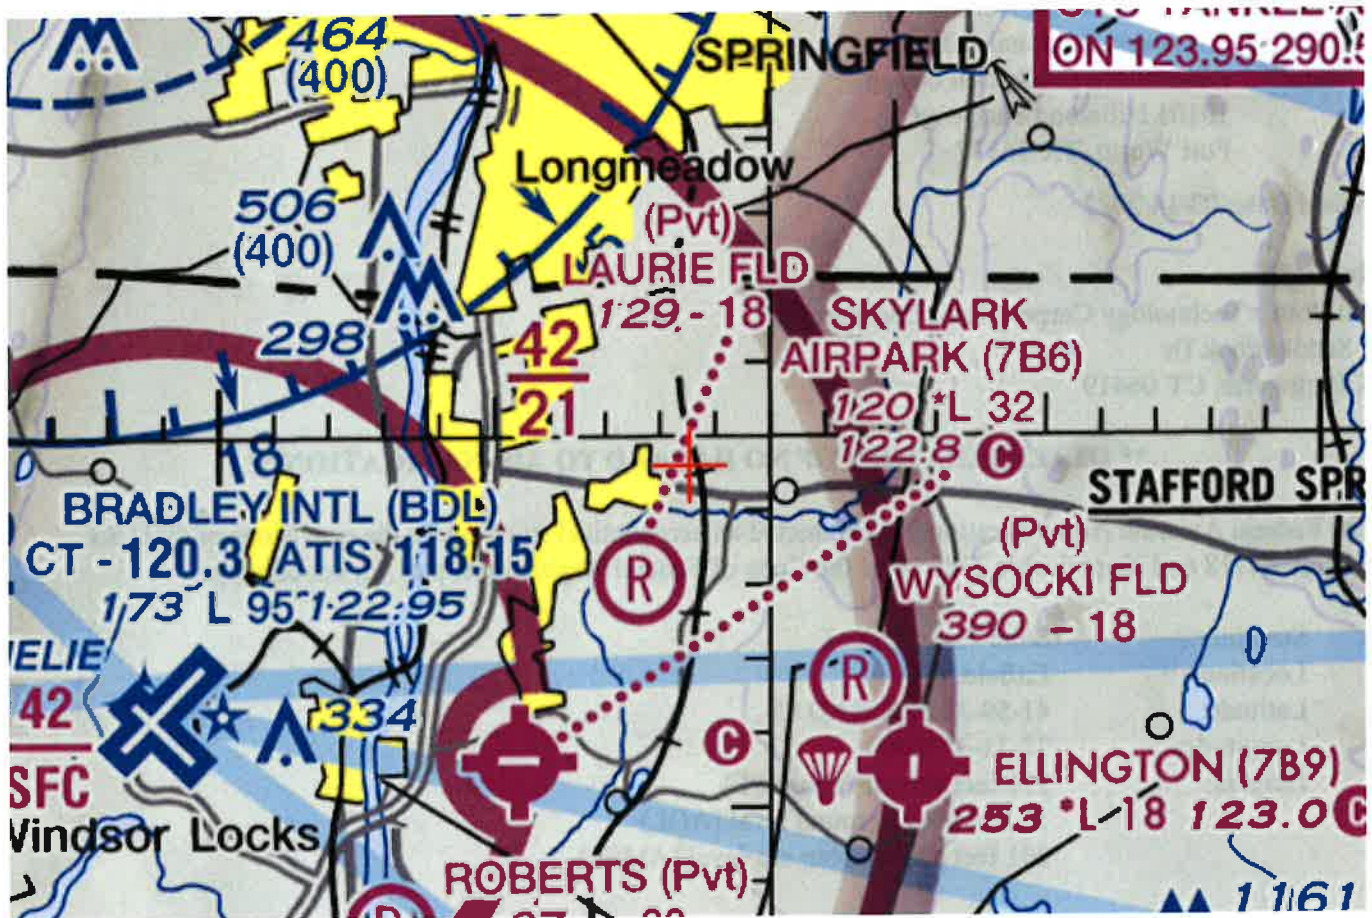 464
(400)
SPRINGFIELD
ON 123.95 290.
Longmeadow
506
(400)
(Pvt)
LAURIE FLD
129 - 18
298
42
21
SKYLARK
AIRPARK (7B6)
120 *L 32
122.8 C
18
BRADLEY INTL (BDL)
CT - 120.3 ATIS 118.15
173 L 95 122.95
STAFFORD SPR
(Pvt)
WYSOCKI FLD
390 - 18
R
R
42
SFC
334
C
ELLINGTON (7B9)
253 *L 18 123.0 C
Windsor Locks
ROBERTS (Pvt)
1161